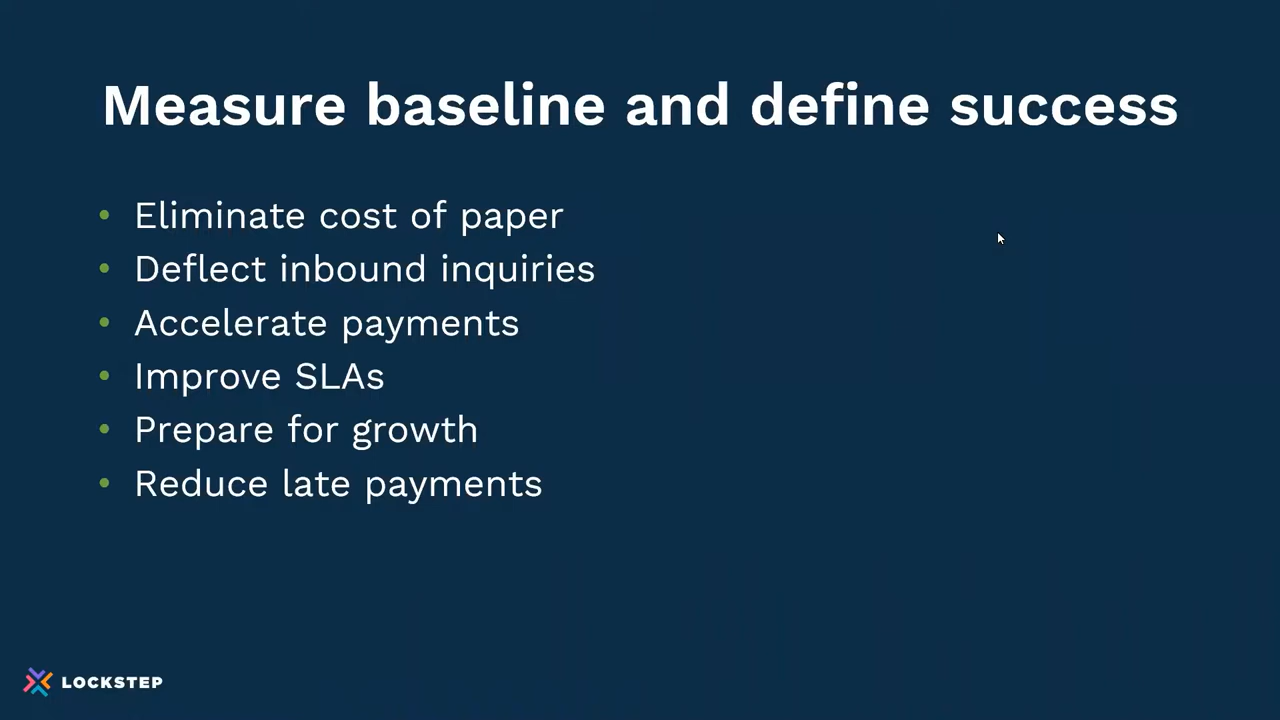 Measure baseline and define success
• Eliminate cost of paper
• Deflect inbound inquiries
• Accelerate payments
• Improve SLAs
• Prepare for growth
• Reduce late payments
LOCKSTEP